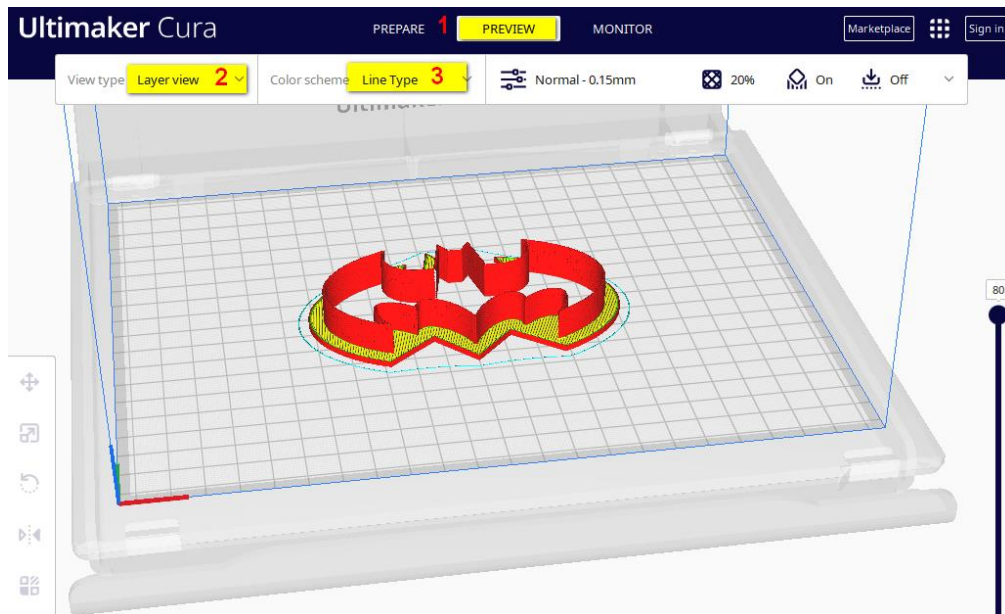 Ultimaker Cura PREPARE 1 PREVIEW MONITOR Marketplace Sign in
View type Layer view 2 Color scheme Line Type 3 Normal - 0.15mm 20% On Off
80